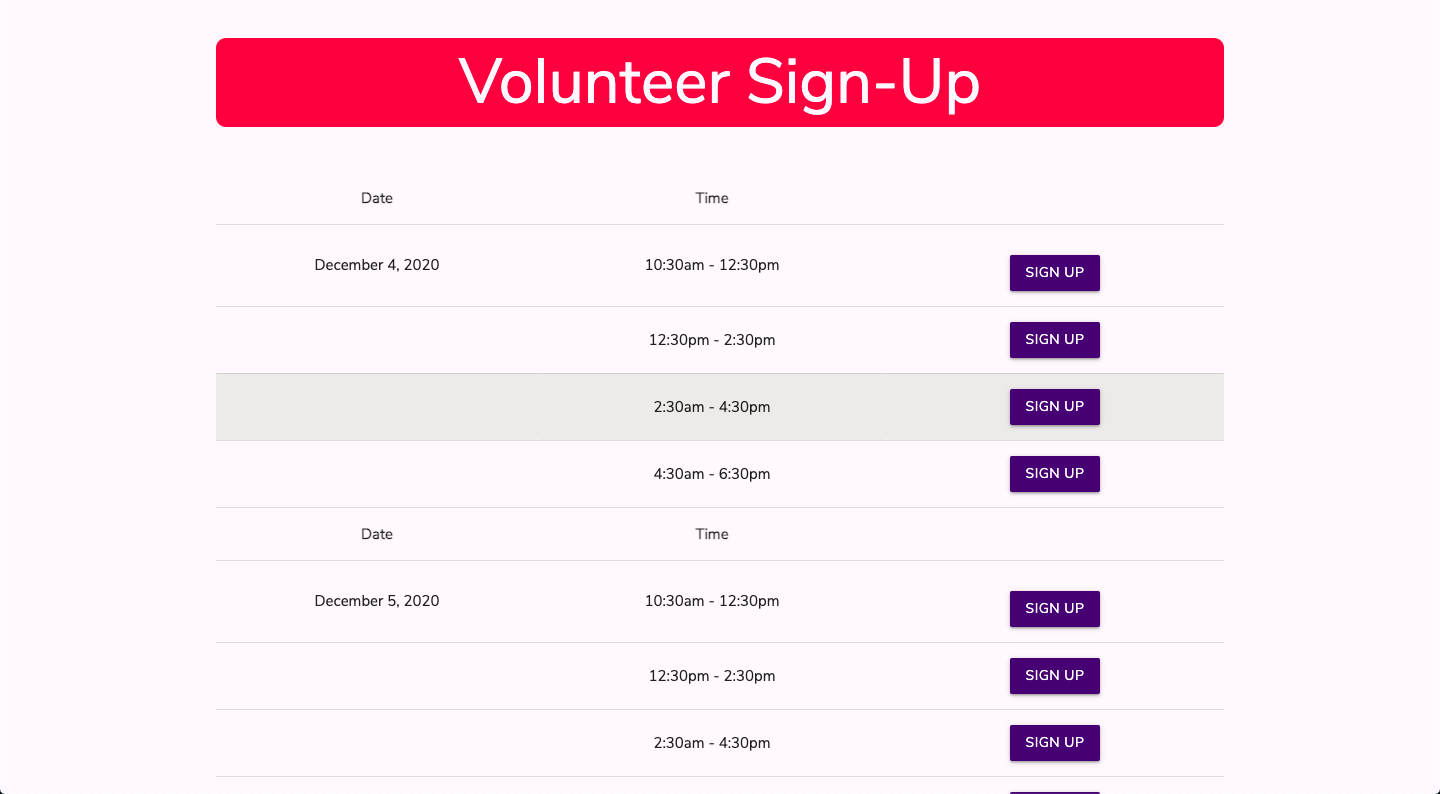 Volunteer Sign-Up
Date Time
December 4, 2020 10:30am - 12:30pm SIGN UP
12:30pm - 2:30pm SIGN UP
2:30am - 4:30pm SIGN UP
4:30am - 6:30pm SIGN UP
Date Time
December 5, 2020 10:30am - 12:30pm SIGN UP
12:30pm - 2:30pm SIGN UP
2:30am - 4:30pm SIGN UP